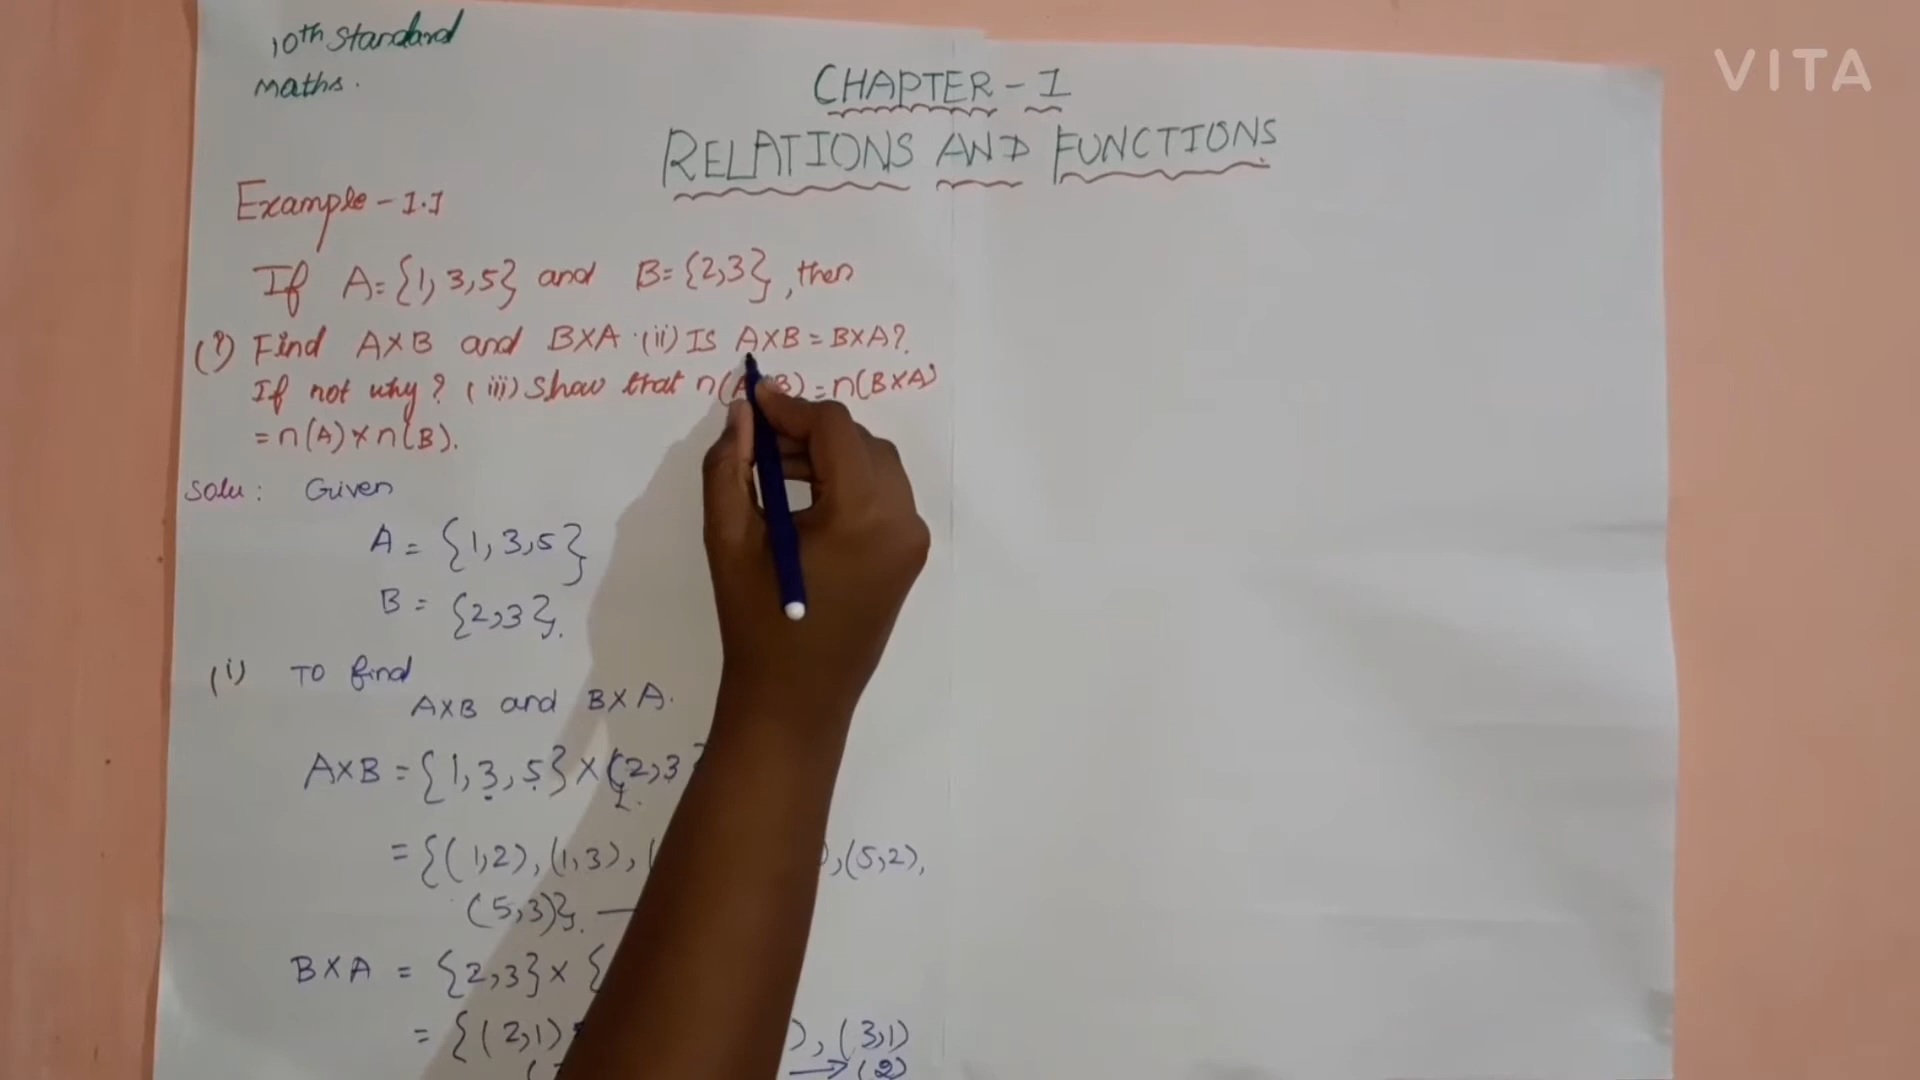 10th Standard
maths.
VITA
CHAPTER - I
RELATIONS AND FUNCTIONS
Example - 1.1
If A = {1, 3, 5} and B = {2, 3}, then
(i) Find A X B and B X A. (ii) Is A X B = B X A?.
If not why? (iii) Show that n(A B) = n(B X A)
= n(A) X n(B).
Solu: Given
A = {1, 3, 5}
B = {2, 3}.
(i) To find
A X B and B X A.
A X B = {1, 3, 5} X {2, 3
= {(1,2), (1,3), ( ), (5,2),
(5,3)}. —
B X A = {2, 3} X {
= {(2,1) ), (3,1)
→ (2)